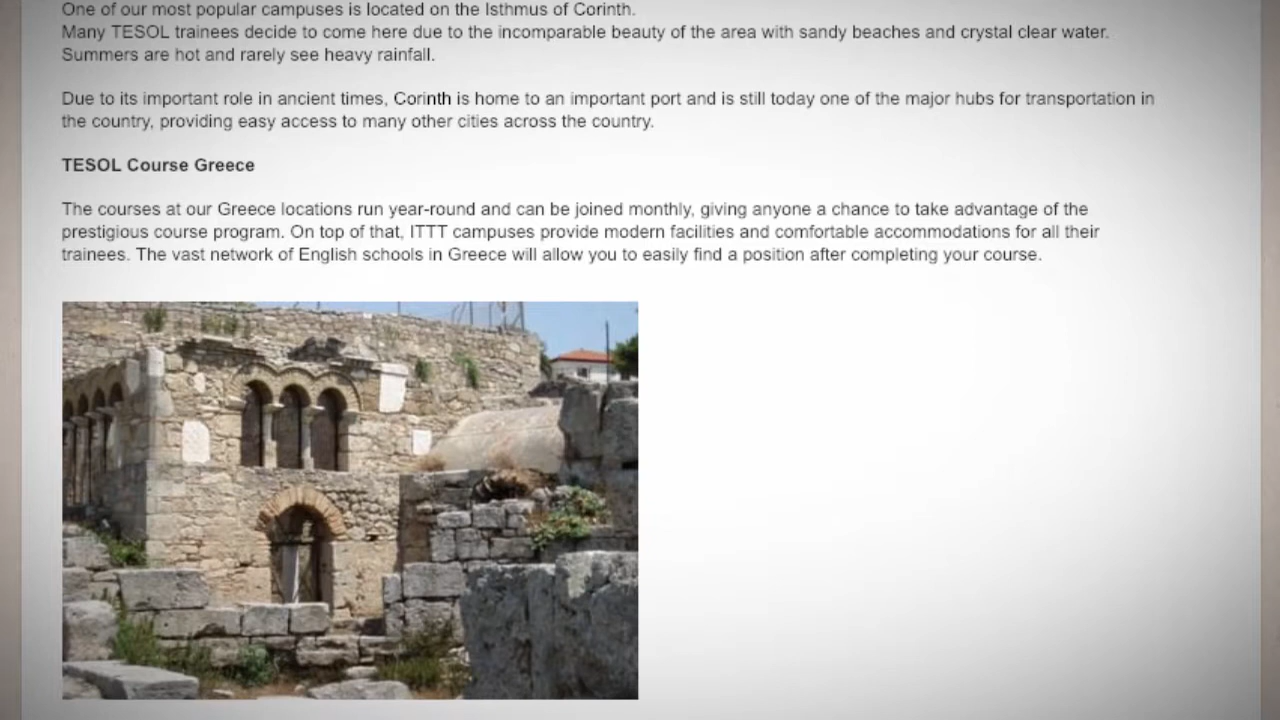 One of our most popular campuses is located on the Isthmus of Corinth.
Many TESOL trainees decide to come here due to the incomparable beauty of the area with sandy beaches and crystal clear water.
Summers are hot and rarely see heavy rainfall.
Due to its important role in ancient times, Corinth is home to an important port and is still today one of the major hubs for transportation in
the country, providing easy access to many other cities across the country.
TESOL Course Greece
The courses at our Greece locations run year-round and can be joined monthly, giving anyone a chance to take advantage of the
prestigious course program. On top of that, ITTT campuses provide modern facilities and comfortable accommodations for all their
trainees. The vast network of English schools in Greece will allow you to easily find a position after completing your course.